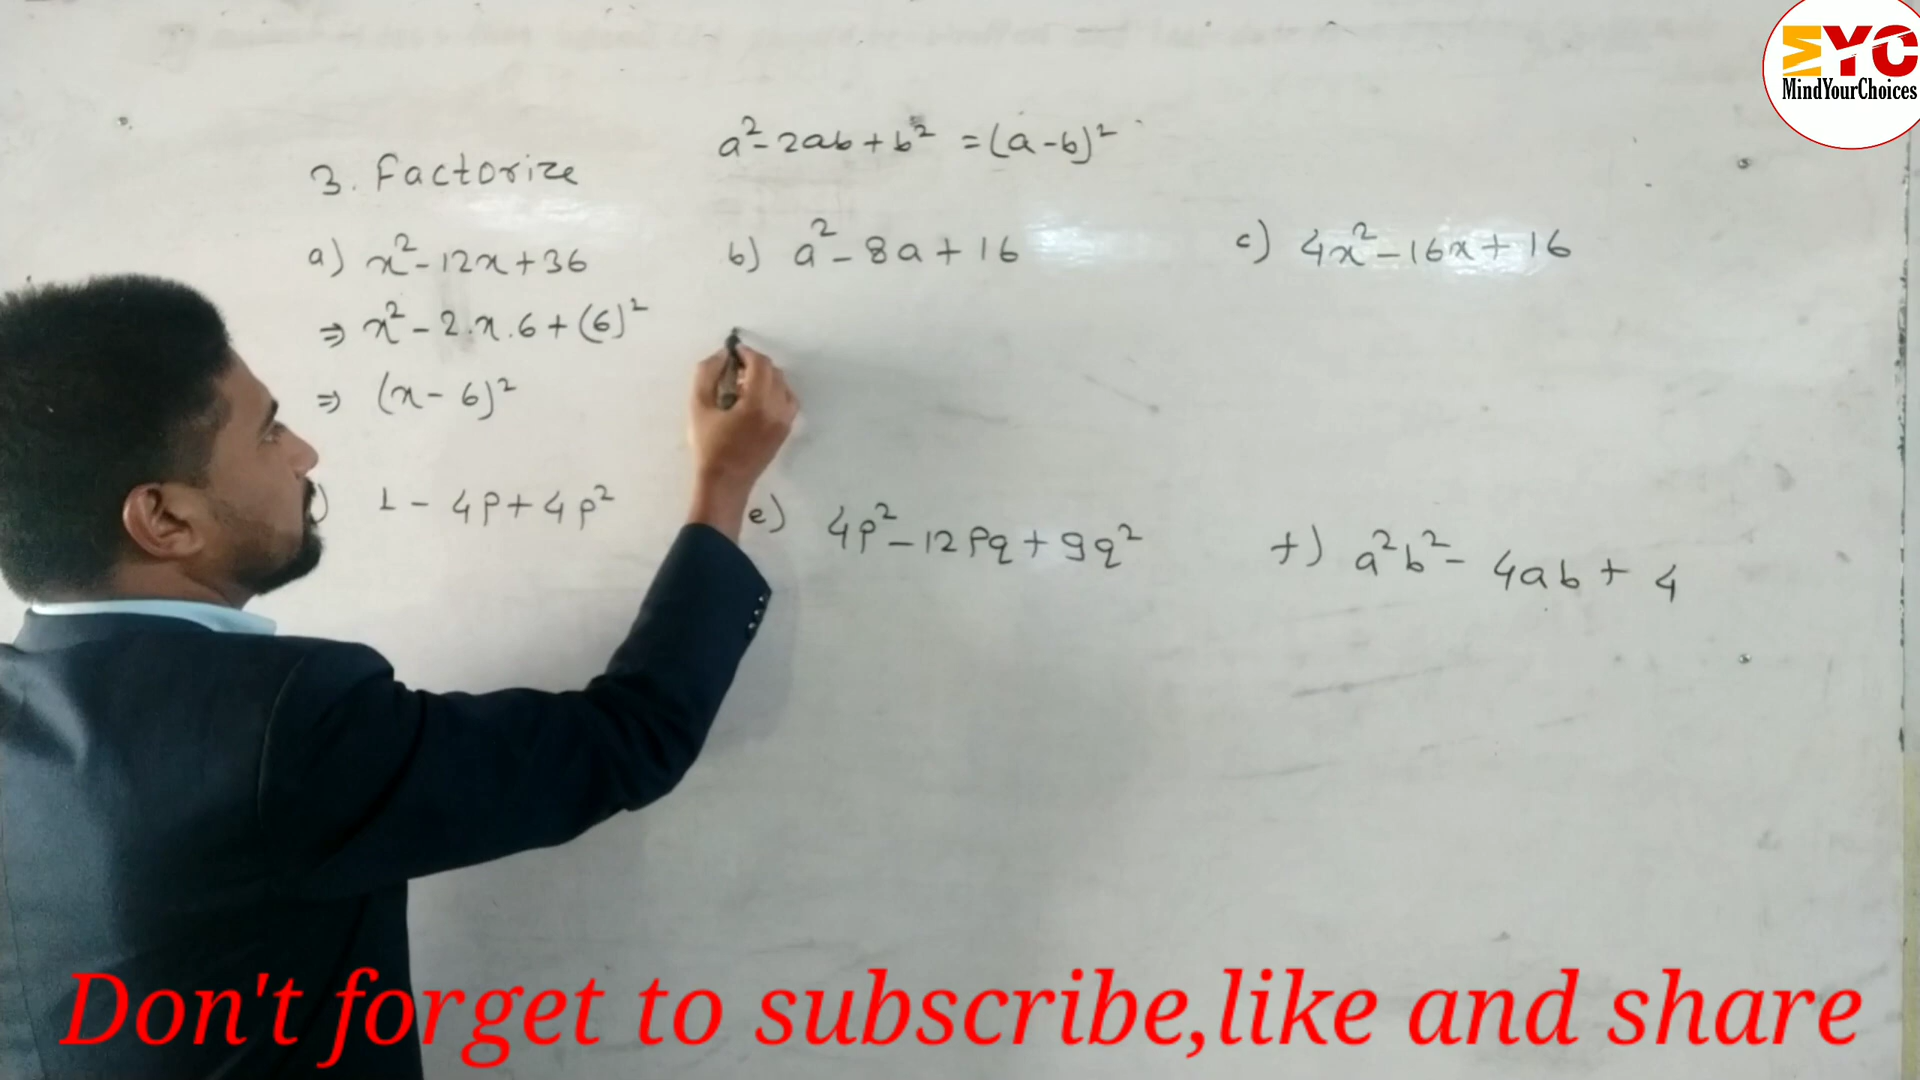 MYC
MindYourChoices
a²-2ab+b² =(a-b)²
3. Factorize
a) x²-12x+36
⇒ x²-2.x.6+(6)²
⇒ (x-6)²
b) a²-8a+16
c) 4x²-16x+16
) 1-4p+4p²
e) 4p²-12pq+9q²
f) a²b²-4ab+4
Don't forget to subscribe,like and share